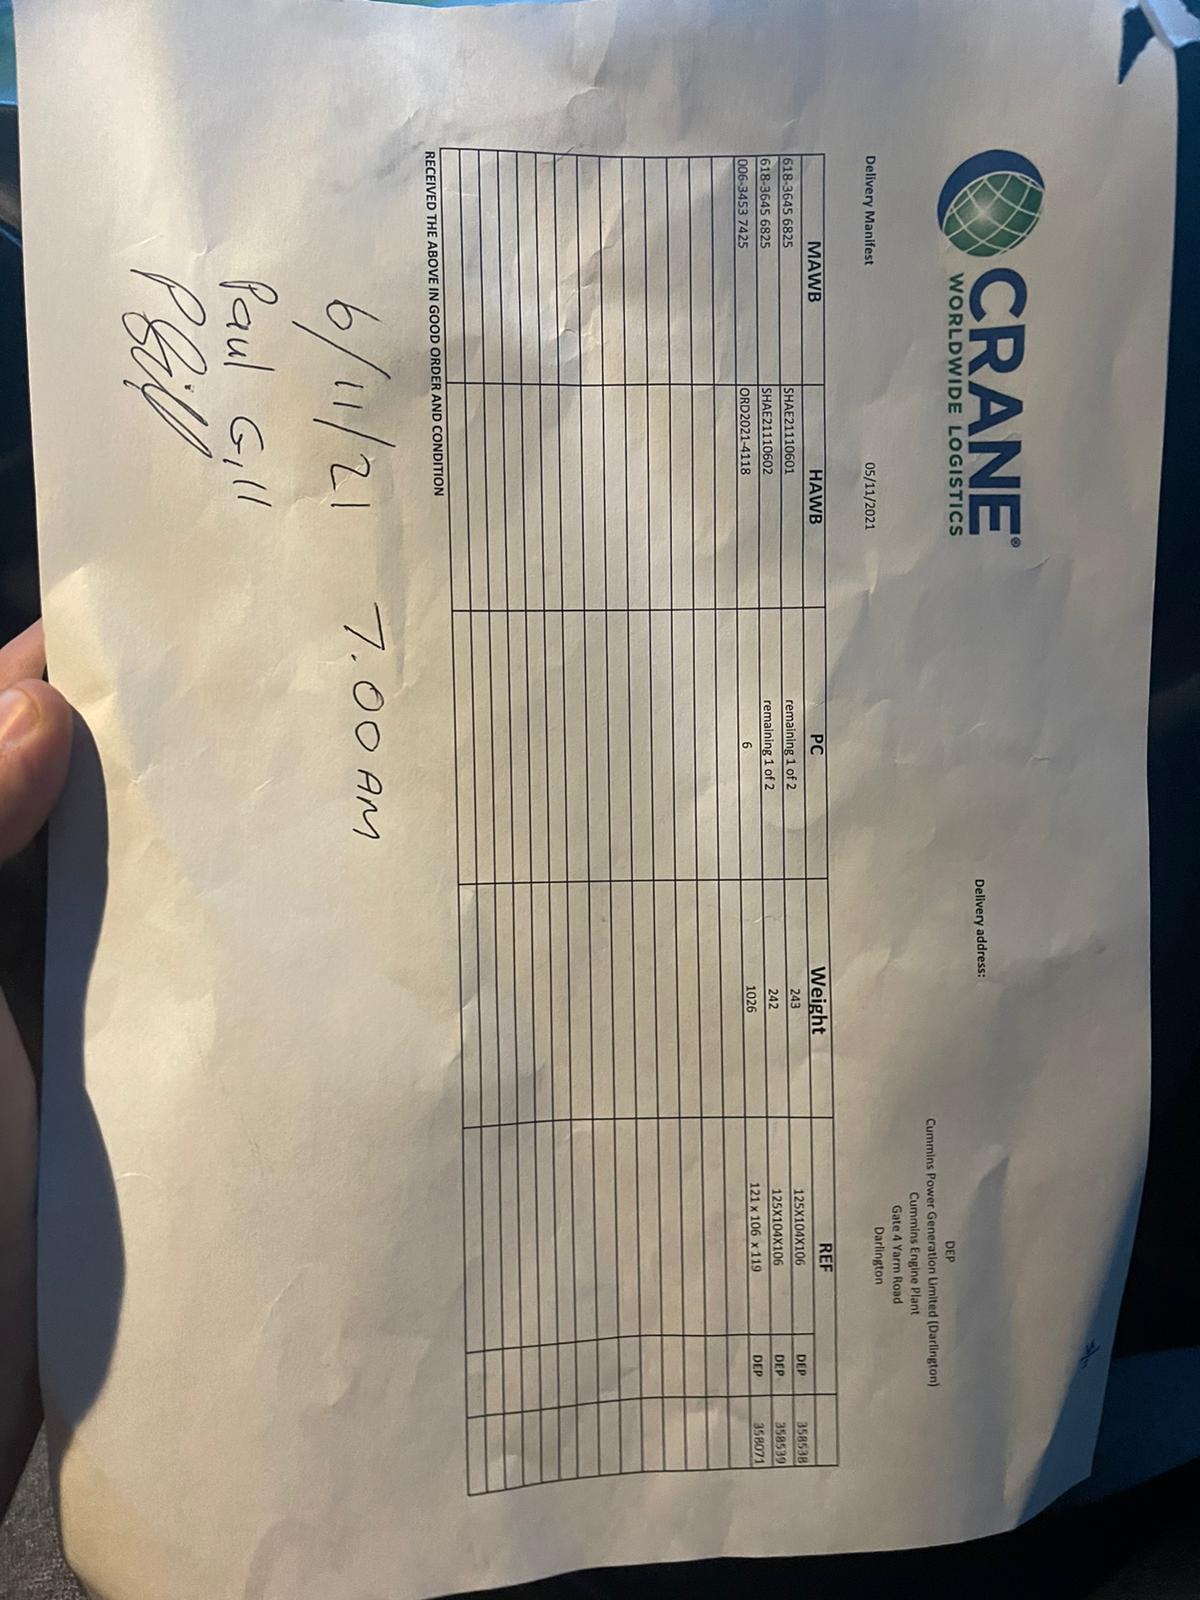 CRANE®
WORLDWIDE LOGISTICS
Delivery address:
DEP
Cummins Power Generation Limited (Darlington)
Cummins Engine Plant
Gate 4 Yarm Road
Darlington
Delivery Manifest 05/11/2021
MAWB HAWB PC Weight REF
618-3645 6825 SHAE21110601 remaining 1 of 2 243 125X104X106 DEP 358538
618-3645 6825 SHAE21110602 remaining 1 of 2 242 125X104X106 DEP 358539
006-3453 7425 ORD2021-4118 6 1026 121 x 106 x 119 DEP 358071
RECEIVED THE ABOVE IN GOOD ORDER AND CONDITION
6/11/21 7.00 AM
Paul Gill
P Gill